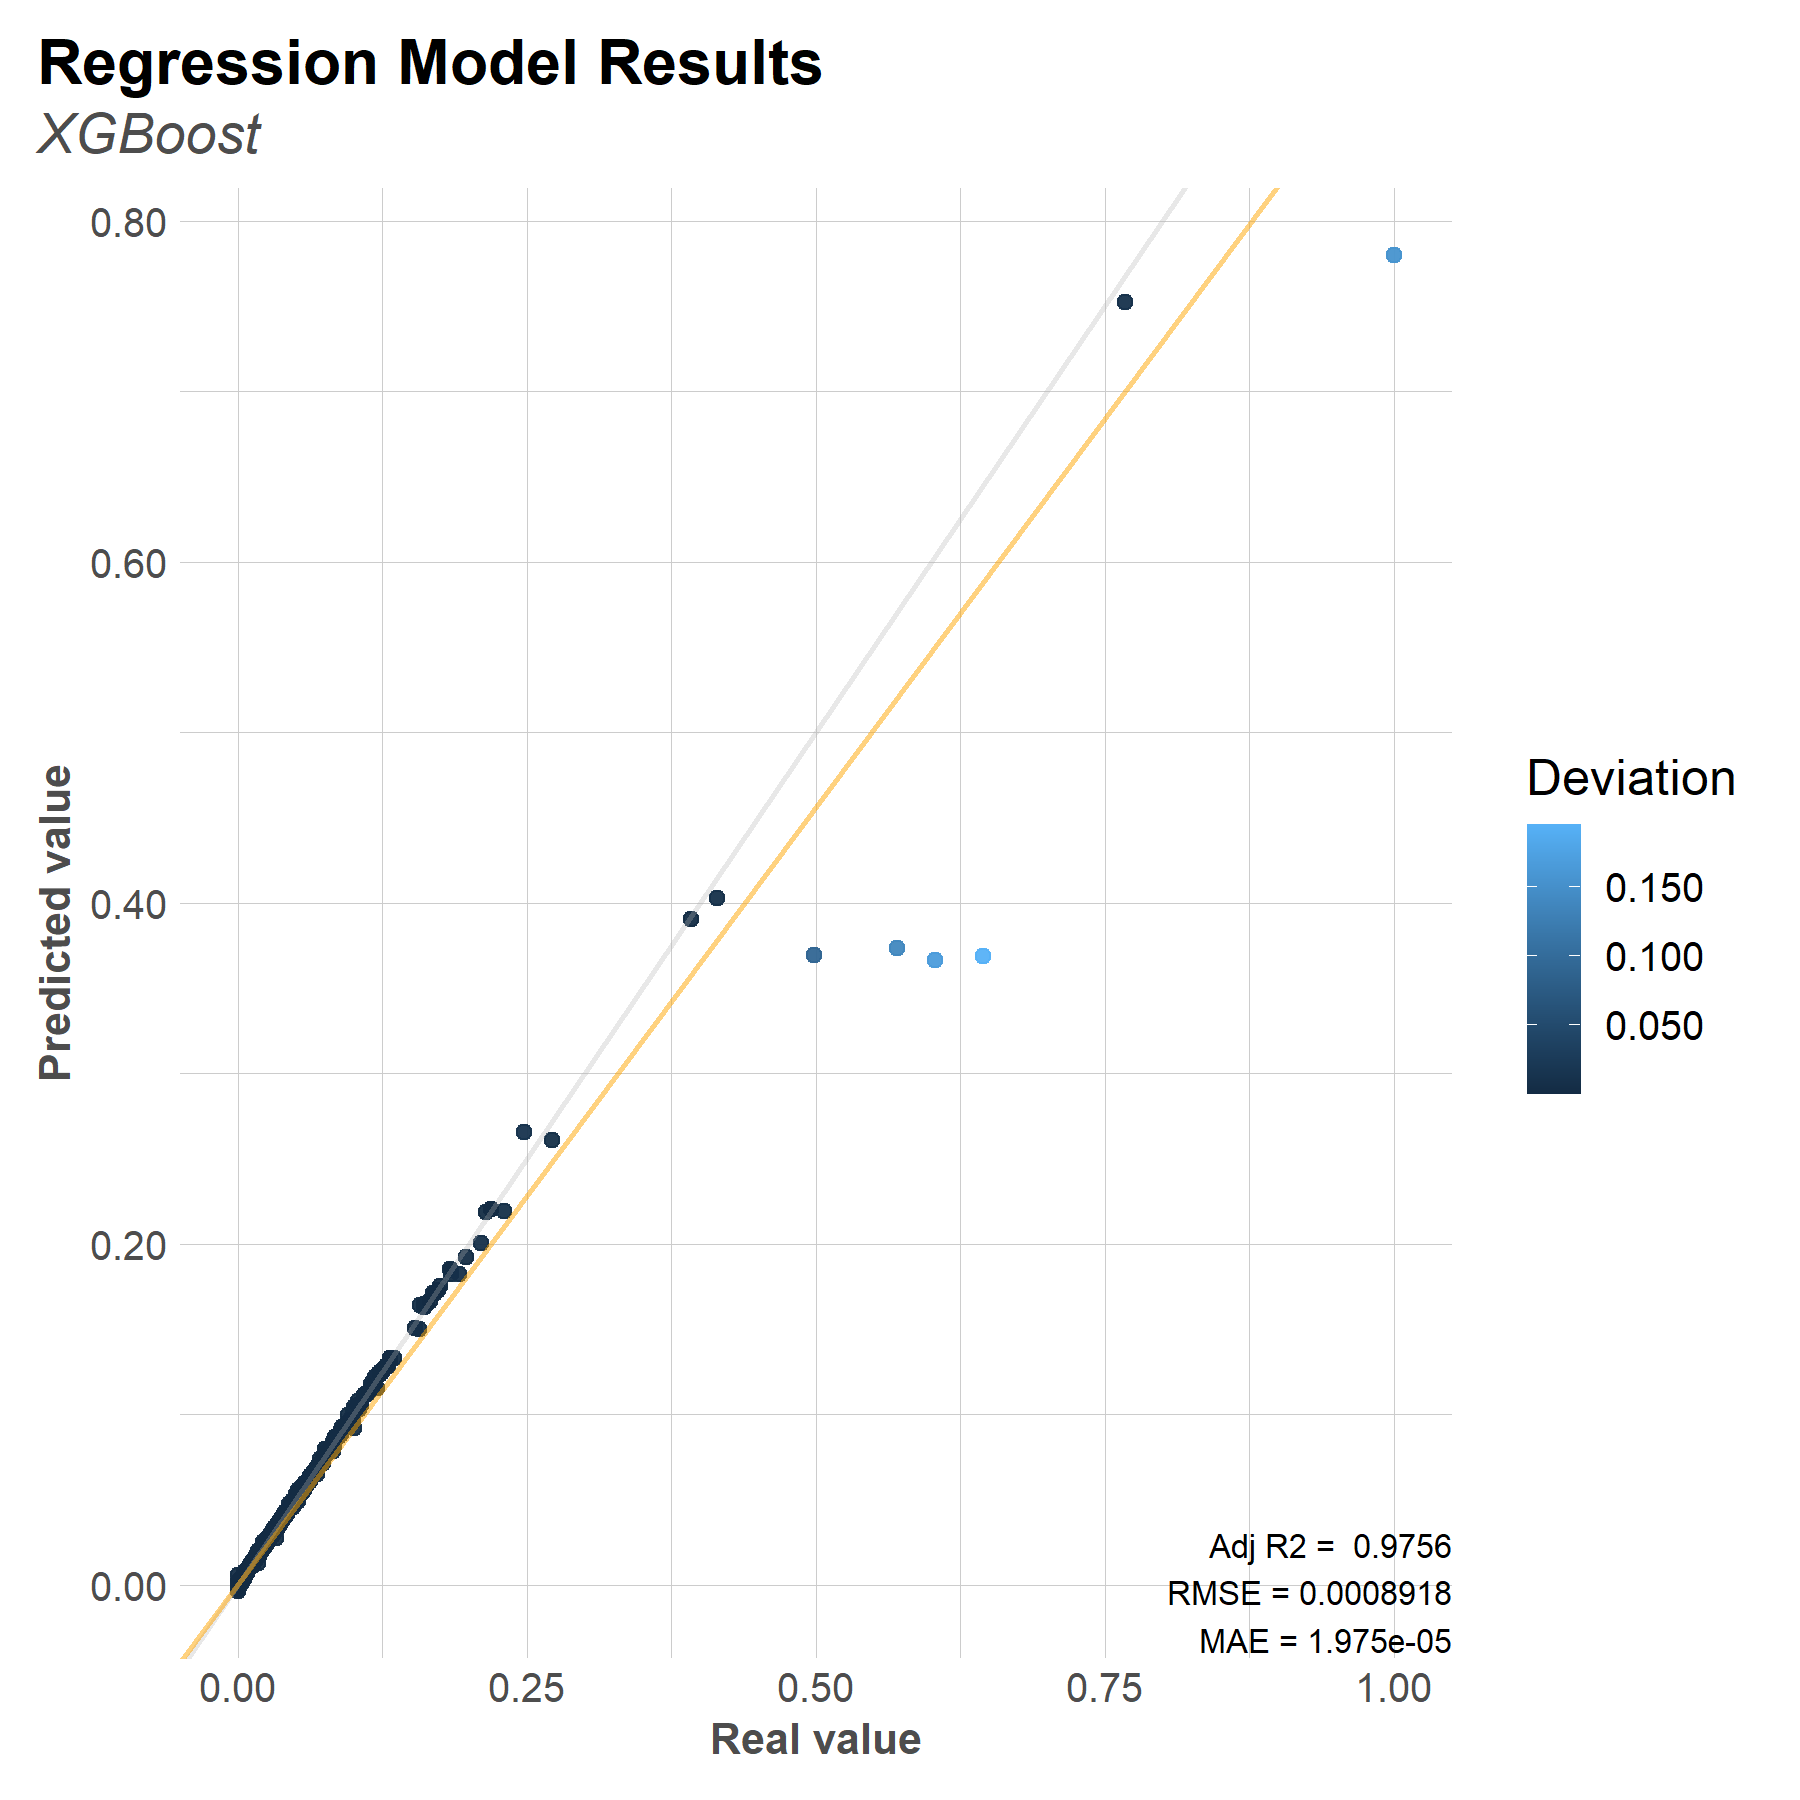 Regression Model Results
XGBoost
0.80
0.60
0.40
0.20
0.00
Predicted value
0.00 0.25 0.50 0.75 1.00
Real value
Adj R2 =  0.9756
RMSE = 0.0008918
MAE = 1.975e-05
Deviation
0.150
0.100
0.050